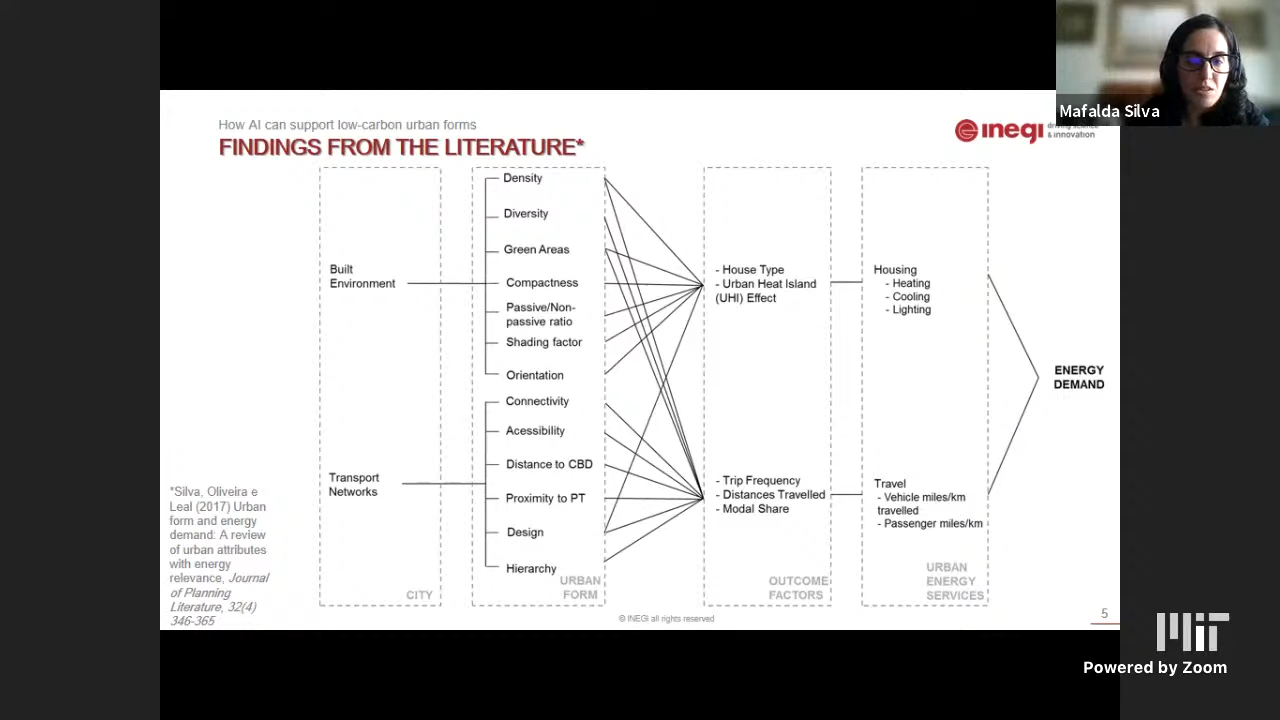 Mafalda Silva
How AI can support low-carbon urban forms
FINDINGS FROM THE LITERATURE*
inegi
& innovation
Built
Environment
Transport
Networks
CITY
Density
Diversity
Green Areas
Compactness
Passive/Non-
passive ratio
Shading factor
Orientation
Connectivity
Acessibility
Distance to CBD
Proximity to PT
Design
Hierarchy
URBAN
FORM
- House Type
- Urban Heat Island
(UHI) Effect
- Trip Frequency
- Distances Travelled
- Modal Share
OUTCOME
FACTORS
Housing
- Heating
- Cooling
- Lighting
Travel
- Vehicle miles/km
travelled
- Passenger miles/km
URBAN
ENERGY
SERVICES
ENERGY
DEMAND
*Silva, Oliveira e
Leal (2017) Urban
form and energy
demand: A review
of urban attributes
with energy
relevance, Journal
of Planning
Literature, 32(4)
346-365
© INEGI all rights reserved
5
MIT
Powered by Zoom